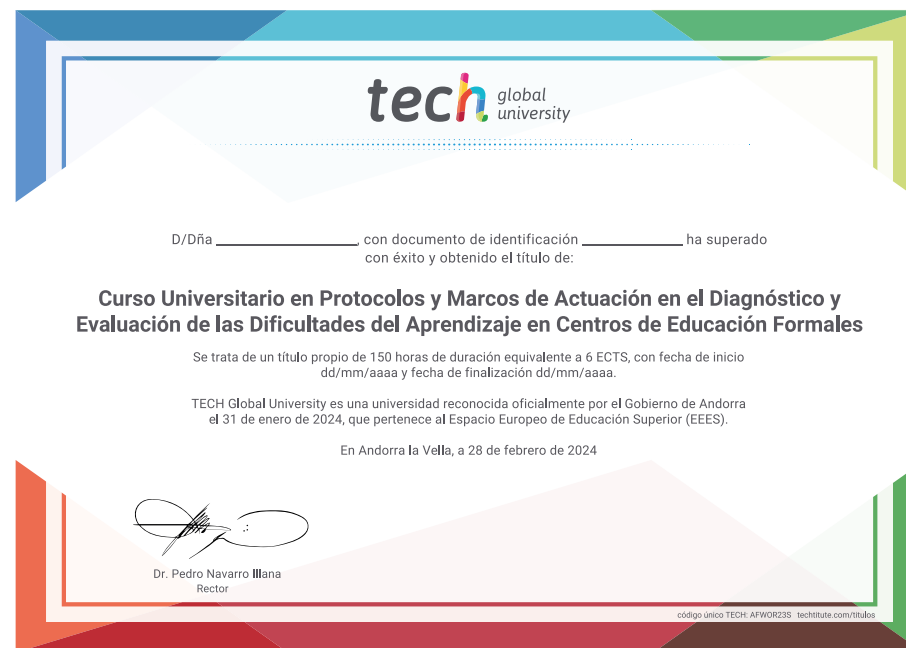 tech global university
D/Dña ____________________, con documento de identificación ______________ ha superado
con éxito y obtenido el título de:
Curso Universitario en Protocolos y Marcos de Actuación en el Diagnóstico y
Evaluación de las Dificultades del Aprendizaje en Centros de Educación Formales
Se trata de un título propio de 150 horas de duración equivalente a 6 ECTS, con fecha de inicio
dd/mm/aaaa y fecha de finalización dd/mm/aaaa.
TECH Global University es una universidad reconocida oficialmente por el Gobierno de Andorra
el 31 de enero de 2024, que pertenece al Espacio Europeo de Educación Superior (EEES).
En Andorra la Vella, a 28 de febrero de 2024
Dr. Pedro Navarro Illana
Rector
código único TECH: AFWOR23S techtitute.com/titulos